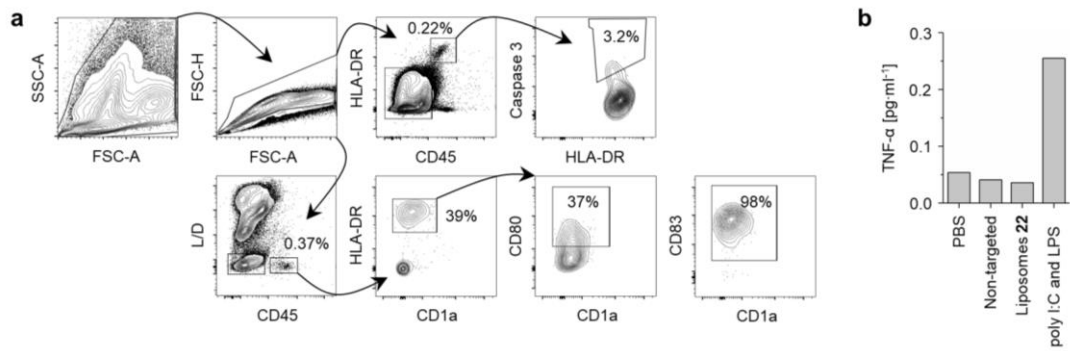 a
SSC-A
FSC-A
FSC-H
FSC-A
HLA-DR
0.22%
CD45
Caspase 3
3.2%
HLA-DR
L/D
0.37%
CD45
HLA-DR
39%
CD1a
CD80
37%
CD1a
CD83
98%
CD1a
b
TNF-α [pg·ml⁻¹]
0.3
0.2
0.1
0.0
PBS
Non-targeted
Liposomes 22
poly I:C and LPS